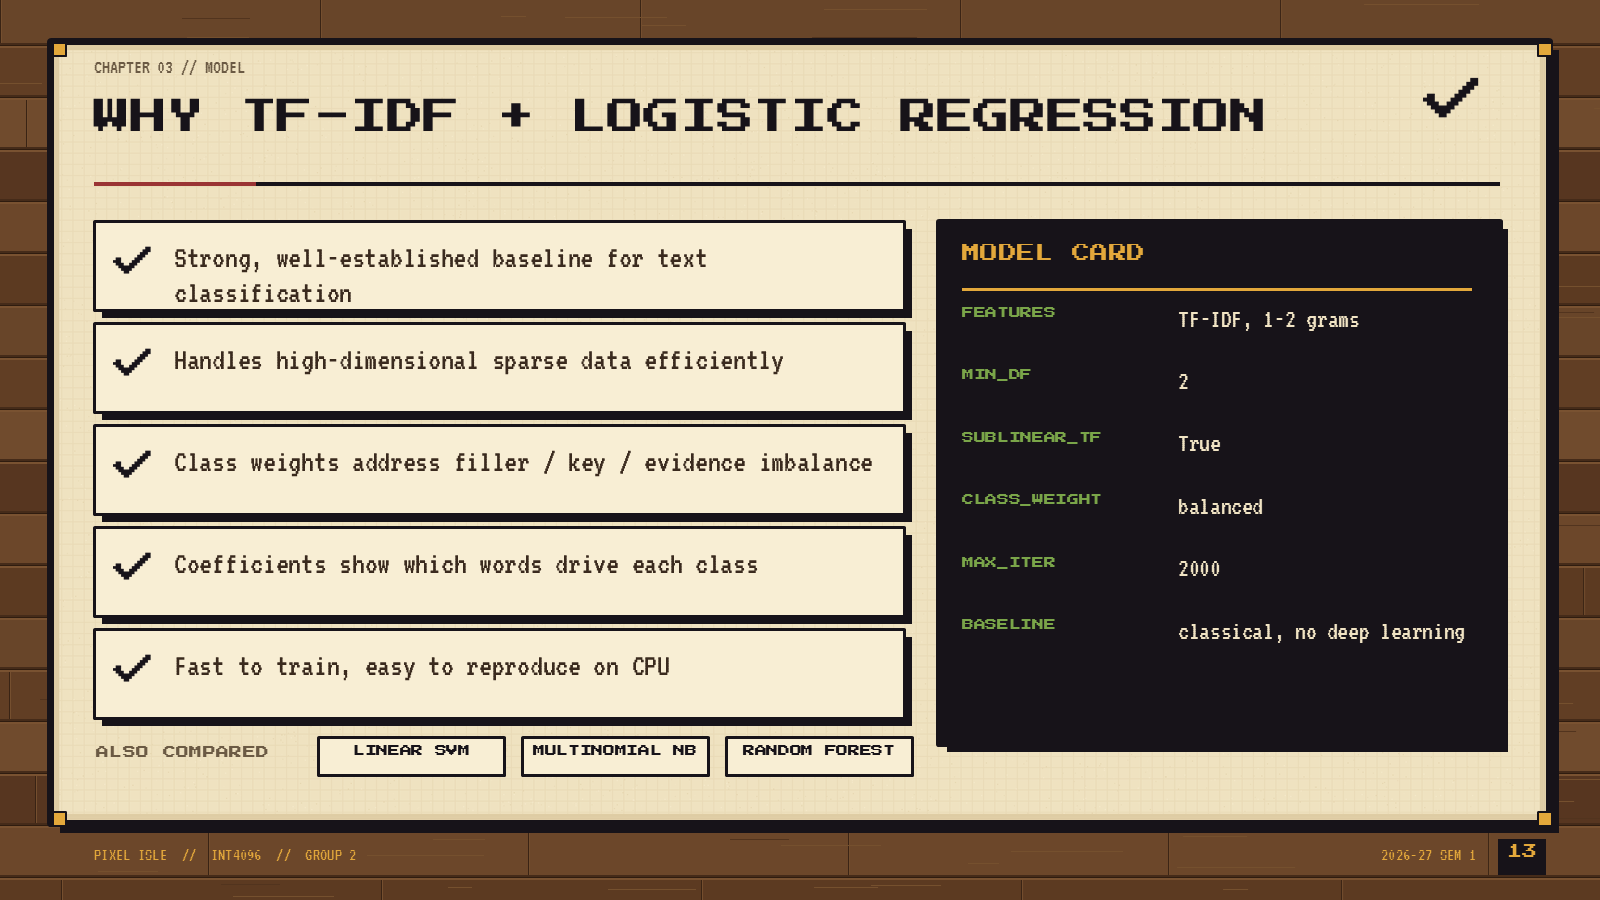 CHAPTER 03 // MODEL
WHY TF-IDF + LOGISTIC REGRESSION
Strong, well-established baseline for text
classification
Handles high-dimensional sparse data efficiently
Class weights address filler / key / evidence imbalance
Coefficients show which words drive each class
Fast to train, easy to reproduce on CPU
ALSO COMPARED
LINEAR SVM
MULTINOMIAL NB
RANDOM FOREST
MODEL CARD
FEATURES TF-IDF, 1-2 grams
MIN_DF 2
SUBLINEAR_TF True
CLASS_WEIGHT balanced
MAX_ITER 2000
BASELINE classical, no deep learning
PIXEL ISLE // INT4096 // GROUP 2
2026-27 SEM 1
13